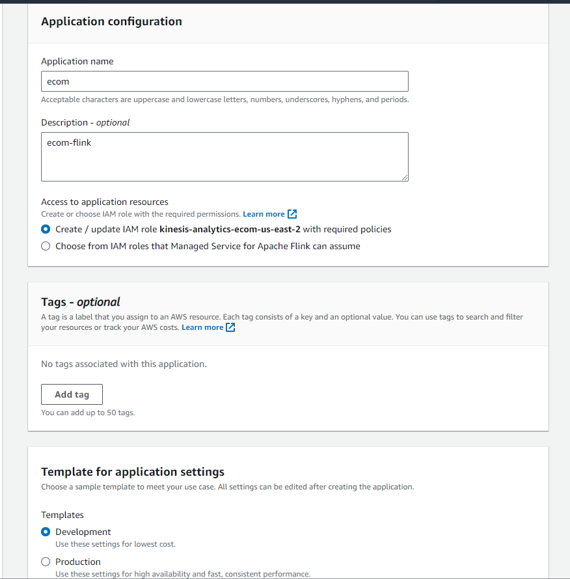 Application configuration
Application name
ecom
Acceptable characters are uppercase and lowercase letters, numbers, underscores, hyphens, and periods.
Description - optional
ecom-flink
Access to application resources
Create or choose IAM role with the required permissions. Learn more
Create / update IAM role kinesis-analytics-ecom-us-east-2 with required policies
Choose from IAM roles that Managed Service for Apache Flink can assume
Tags - optional
A tag is a label that you assign to an AWS resource. Each tag consists of a key and an optional value. You can use tags to search and filter
your resources or track your AWS costs. Learn more
No tags associated with this application.
Add tag
You can add up to 50 tags.
Template for application settings
Choose a sample template to meet your use case. All settings can be edited after creating the application.
Templates
Development
Use these settings for lowest cost.
Production
Use these settings for high availability and fast, consistent performance.